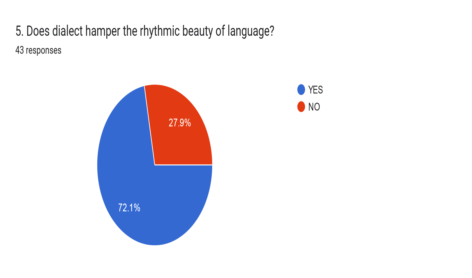 5. Does dialect hamper the rhythmic beauty of language?
43 responses
YES
NO
27.9%
72.1%